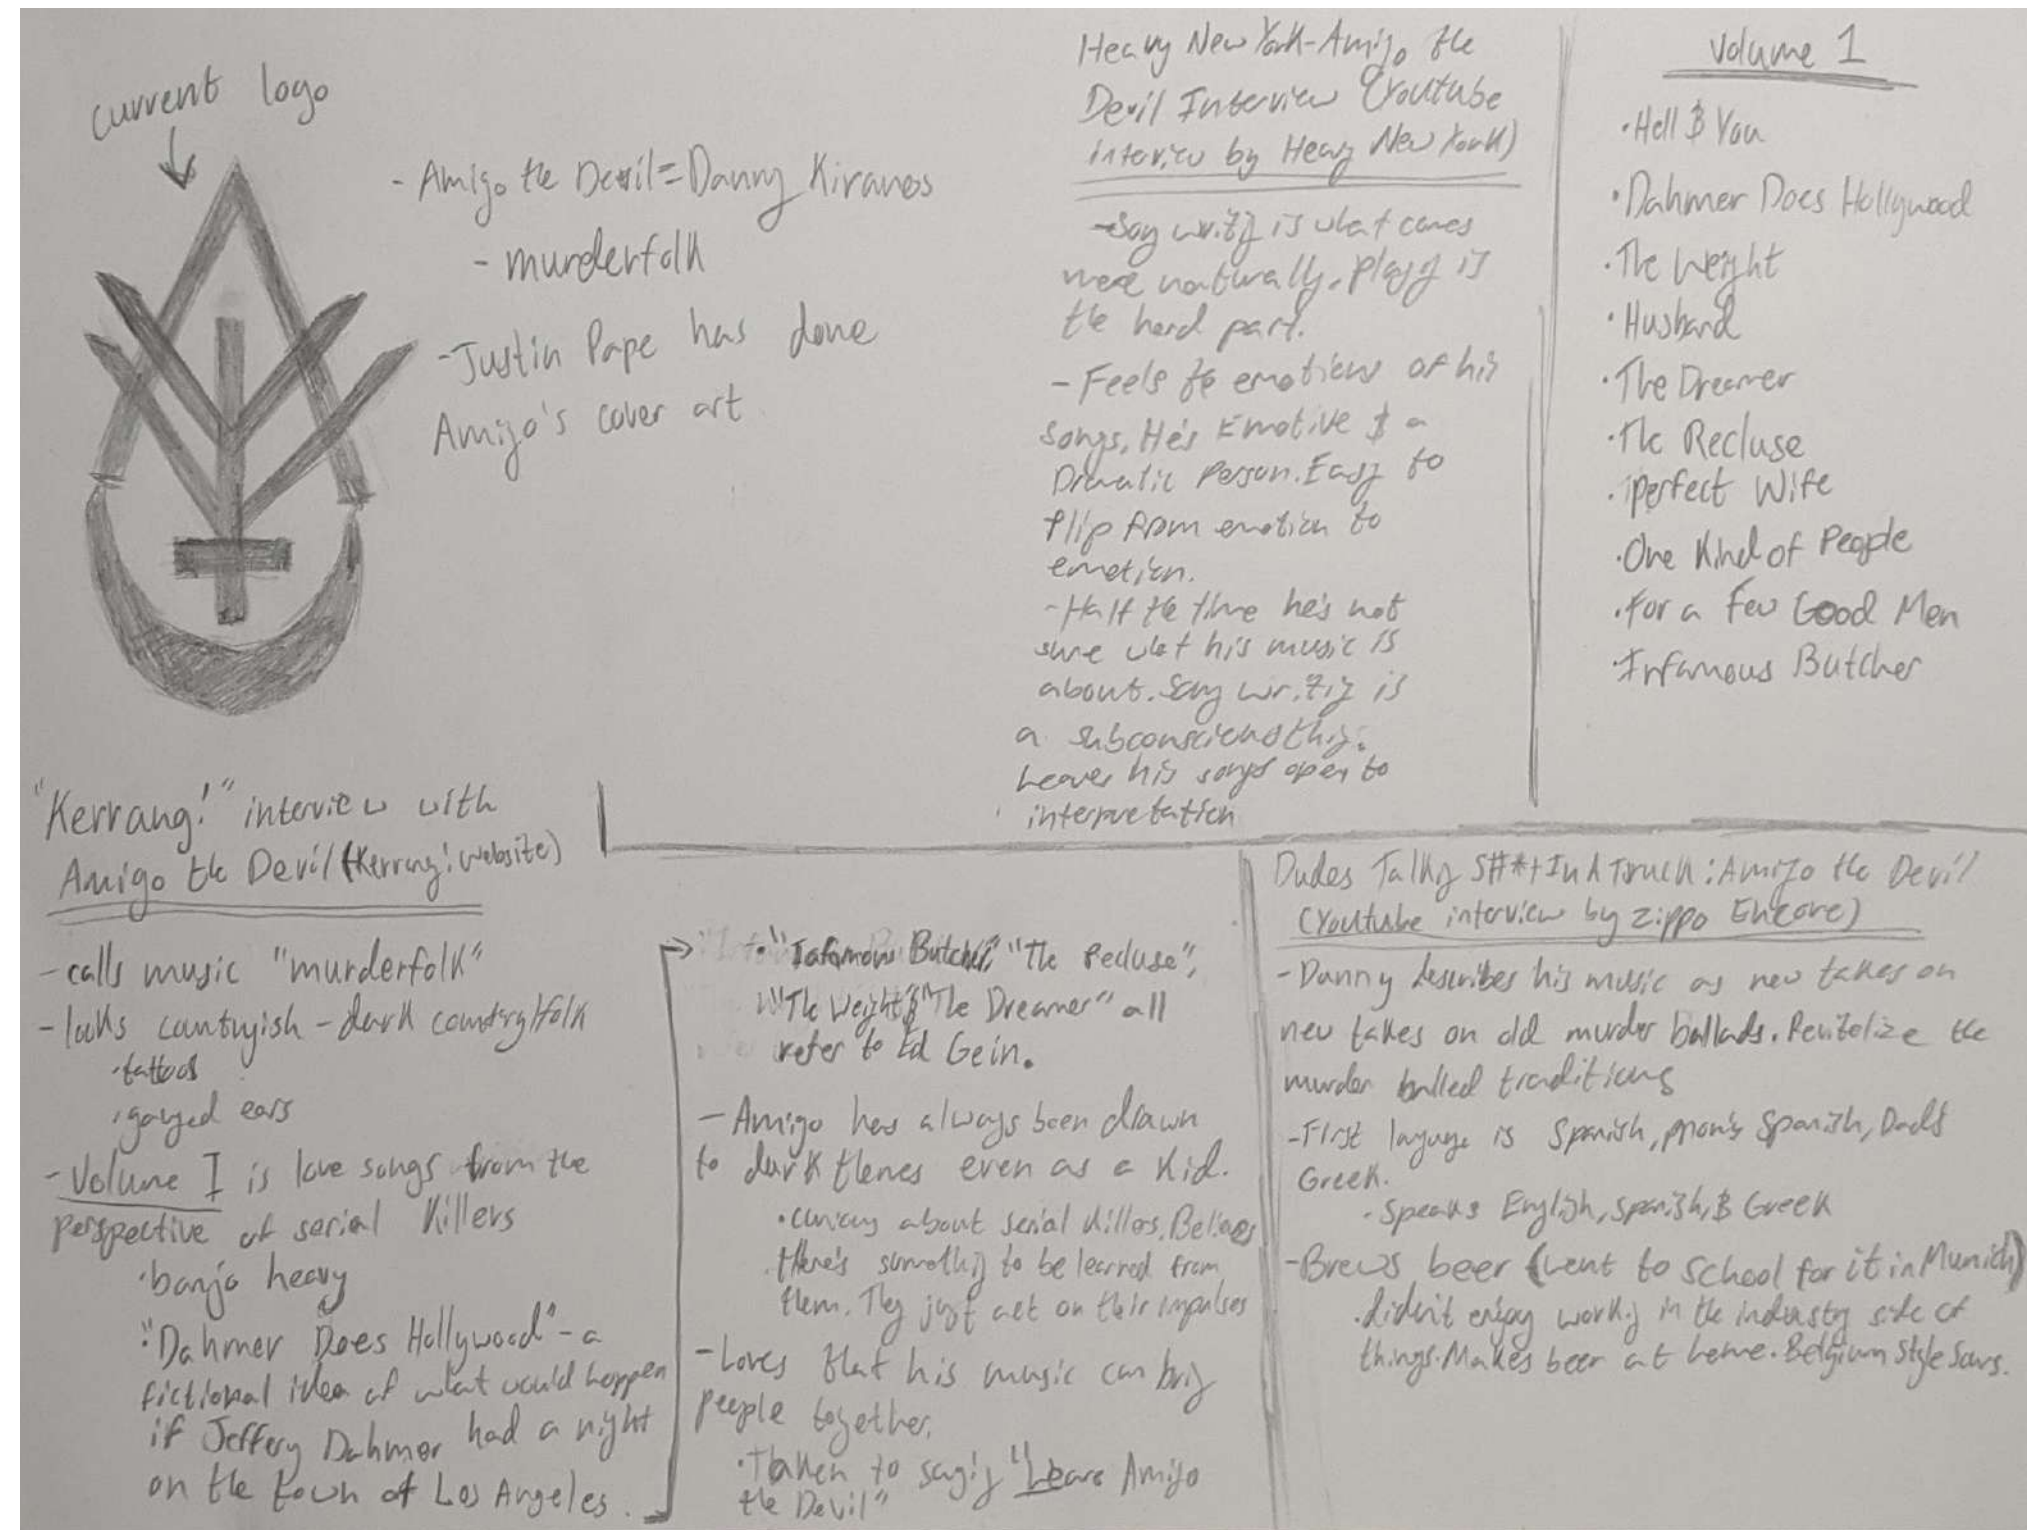 current logo
- Amigo the Devil = Danny Kiranos
- murderfolk
- Justin Pape has done
Amigo's cover art
Heavy New York - Amigo the
Devil Interview (Youtube
interview by Heavy New York)
- Song writing is what comes
more naturally. Playing is
the hard part.
- Feels the emotions of his
songs. He's Emotive & a
Dramatic Person. Easy to
flip from emotion to
emotion.
- Half the time he's not
sure what his music is
about. Song writing is
a subconscious thing.
Leaves his songs open to
interpretation
Volume 1
· Hell & You
· Dahmer Does Hollywood
· The Weight
· Husband
· The Dreamer
· The Recluse
· Perfect Wife
· One Kind of People
· For a Few Good Men
· Infamous Butcher
"Kerrang!" interview with
Amigo the Devil (Kerrang! website)
- calls music "murderfolk"
- looks countryish - dark country/folk
· tattoos
· gauged ears
- Volume I is love songs from the
perspective of serial killers
· banjo heavy
· "Dahmer Does Hollywood" - a
fictional idea of what would happen
if Jeffery Dahmer had a night
on the town of Los Angeles.
· "Infamous Butcher," "The Recluse",
"The Weight" & "The Dreamer" all
refer to Ed Gein.
- Amigo has always been drawn
to dark themes even as a kid.
· curious about serial killers. Believes
there's something to be learned from
them. They just act on their impulses
- Loves that his music can bring
people together.
· Taken to saying "We are Amigo
the Devil"
Dudes Talking S#*t In A Truck: Amigo the Devil
(Youtube interview by Zippo Encore)
- Danny describes his music as new takes on
new takes on old murder ballads. Revitalize the
murder ballad traditions
- First language is Spanish, mom's Spanish, Dad's
Greek.
· Speaks English, Spanish, & Greek
- Brews beer (went to school for it in Munich)
· didn't enjoy working in the industry side of
things. Makes beer at home. Belgium Style Sours.